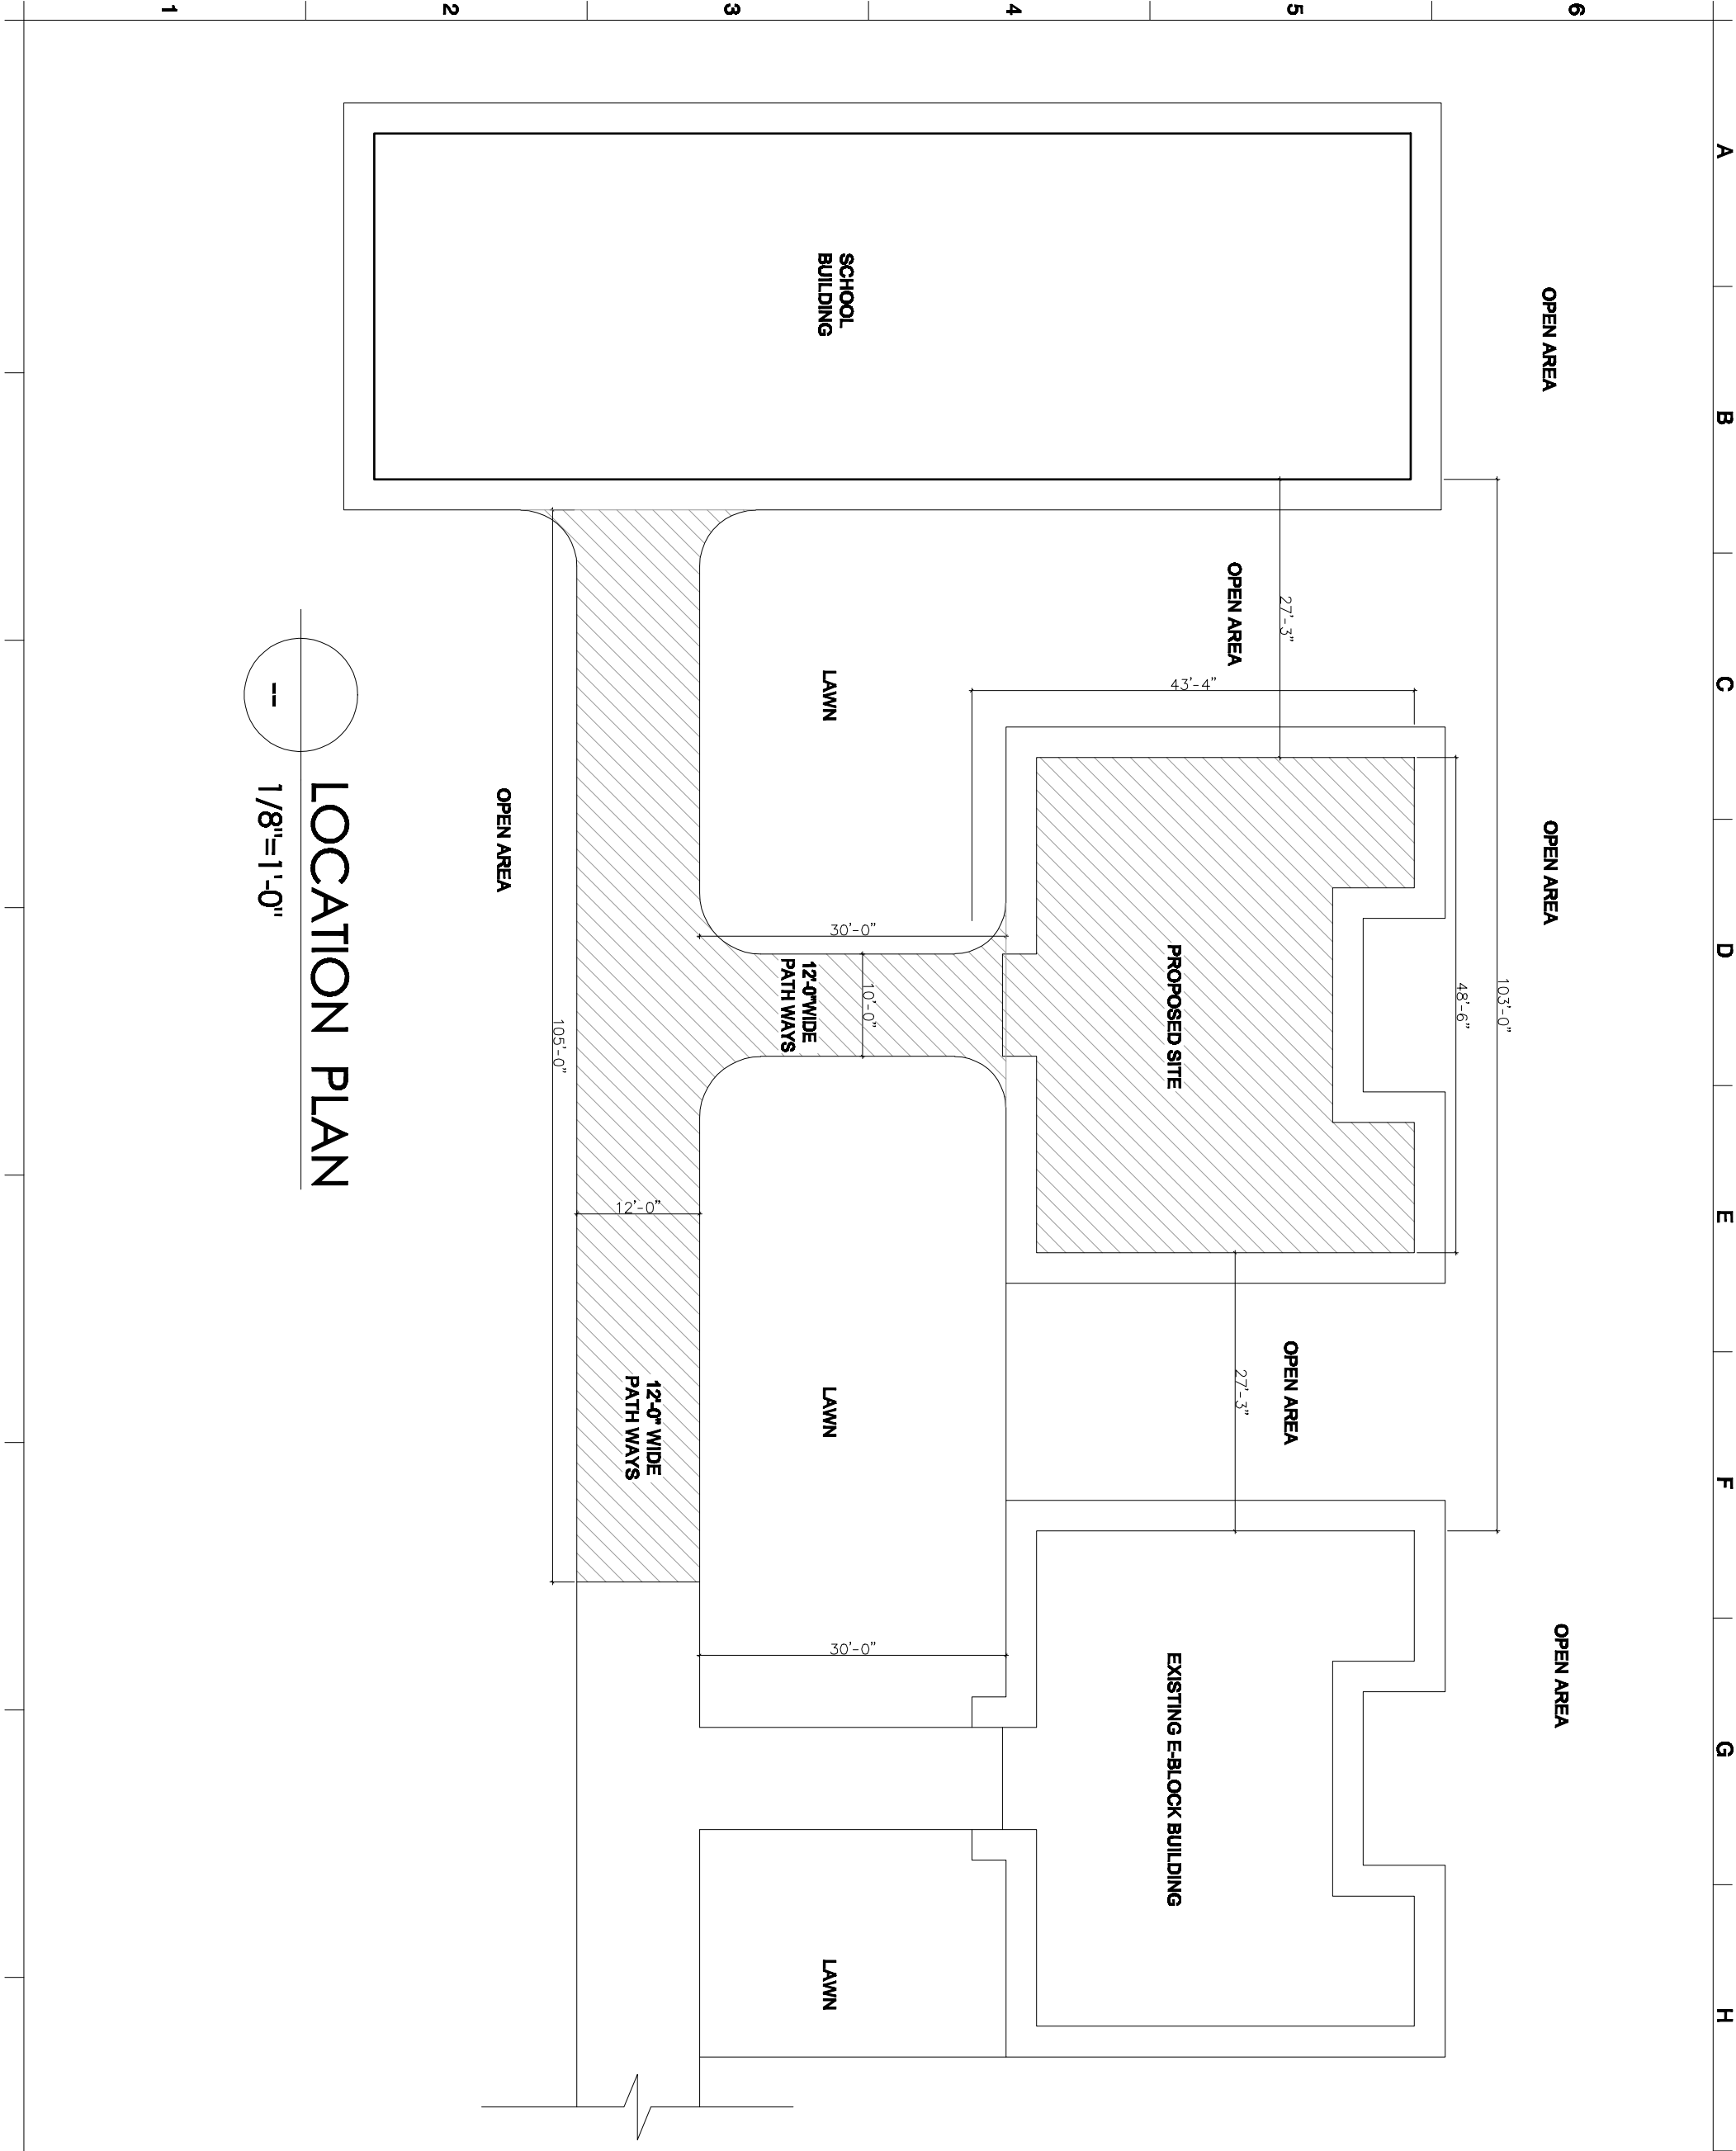 A
B
C
D
E
F
G
H
6
5
4
3
2
1
OPEN AREA
OPEN AREA
OPEN AREA
103'-0"
48'-6"
27'-3"
OPEN AREA
43'-4"
PROPOSED SITE
OPEN AREA
27'-3"
EXISTING E-BLOCK BUILDING
SCHOOL
BUILDING
LAWN
30'-0"
10'-0"
12'-0"WIDE
PATH WAYS
LAWN
30'-0"
LAWN
12'-0"
12'-0" WIDE
PATH WAYS
105'-0"
OPEN AREA
--
LOCATION PLAN
1/8"=1'-0"